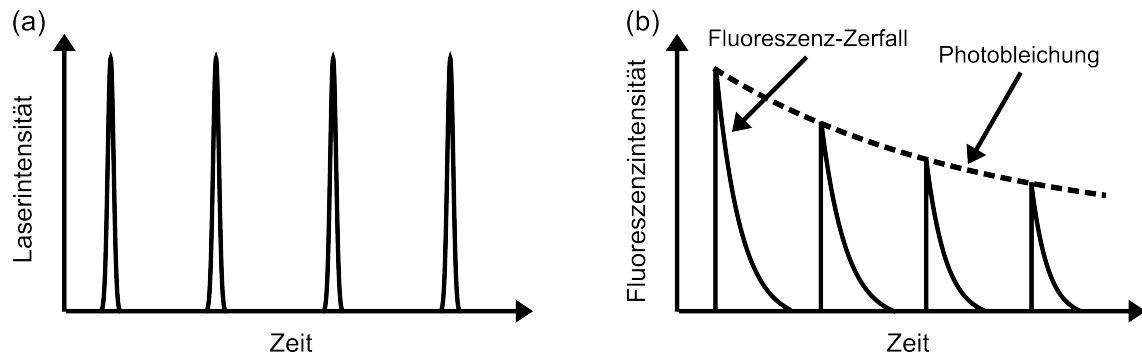 (a)
Laserintensität
Zeit
(b)
Fluoreszenz-Zerfall
Photobleichung
Fluoreszenzintensität
Zeit